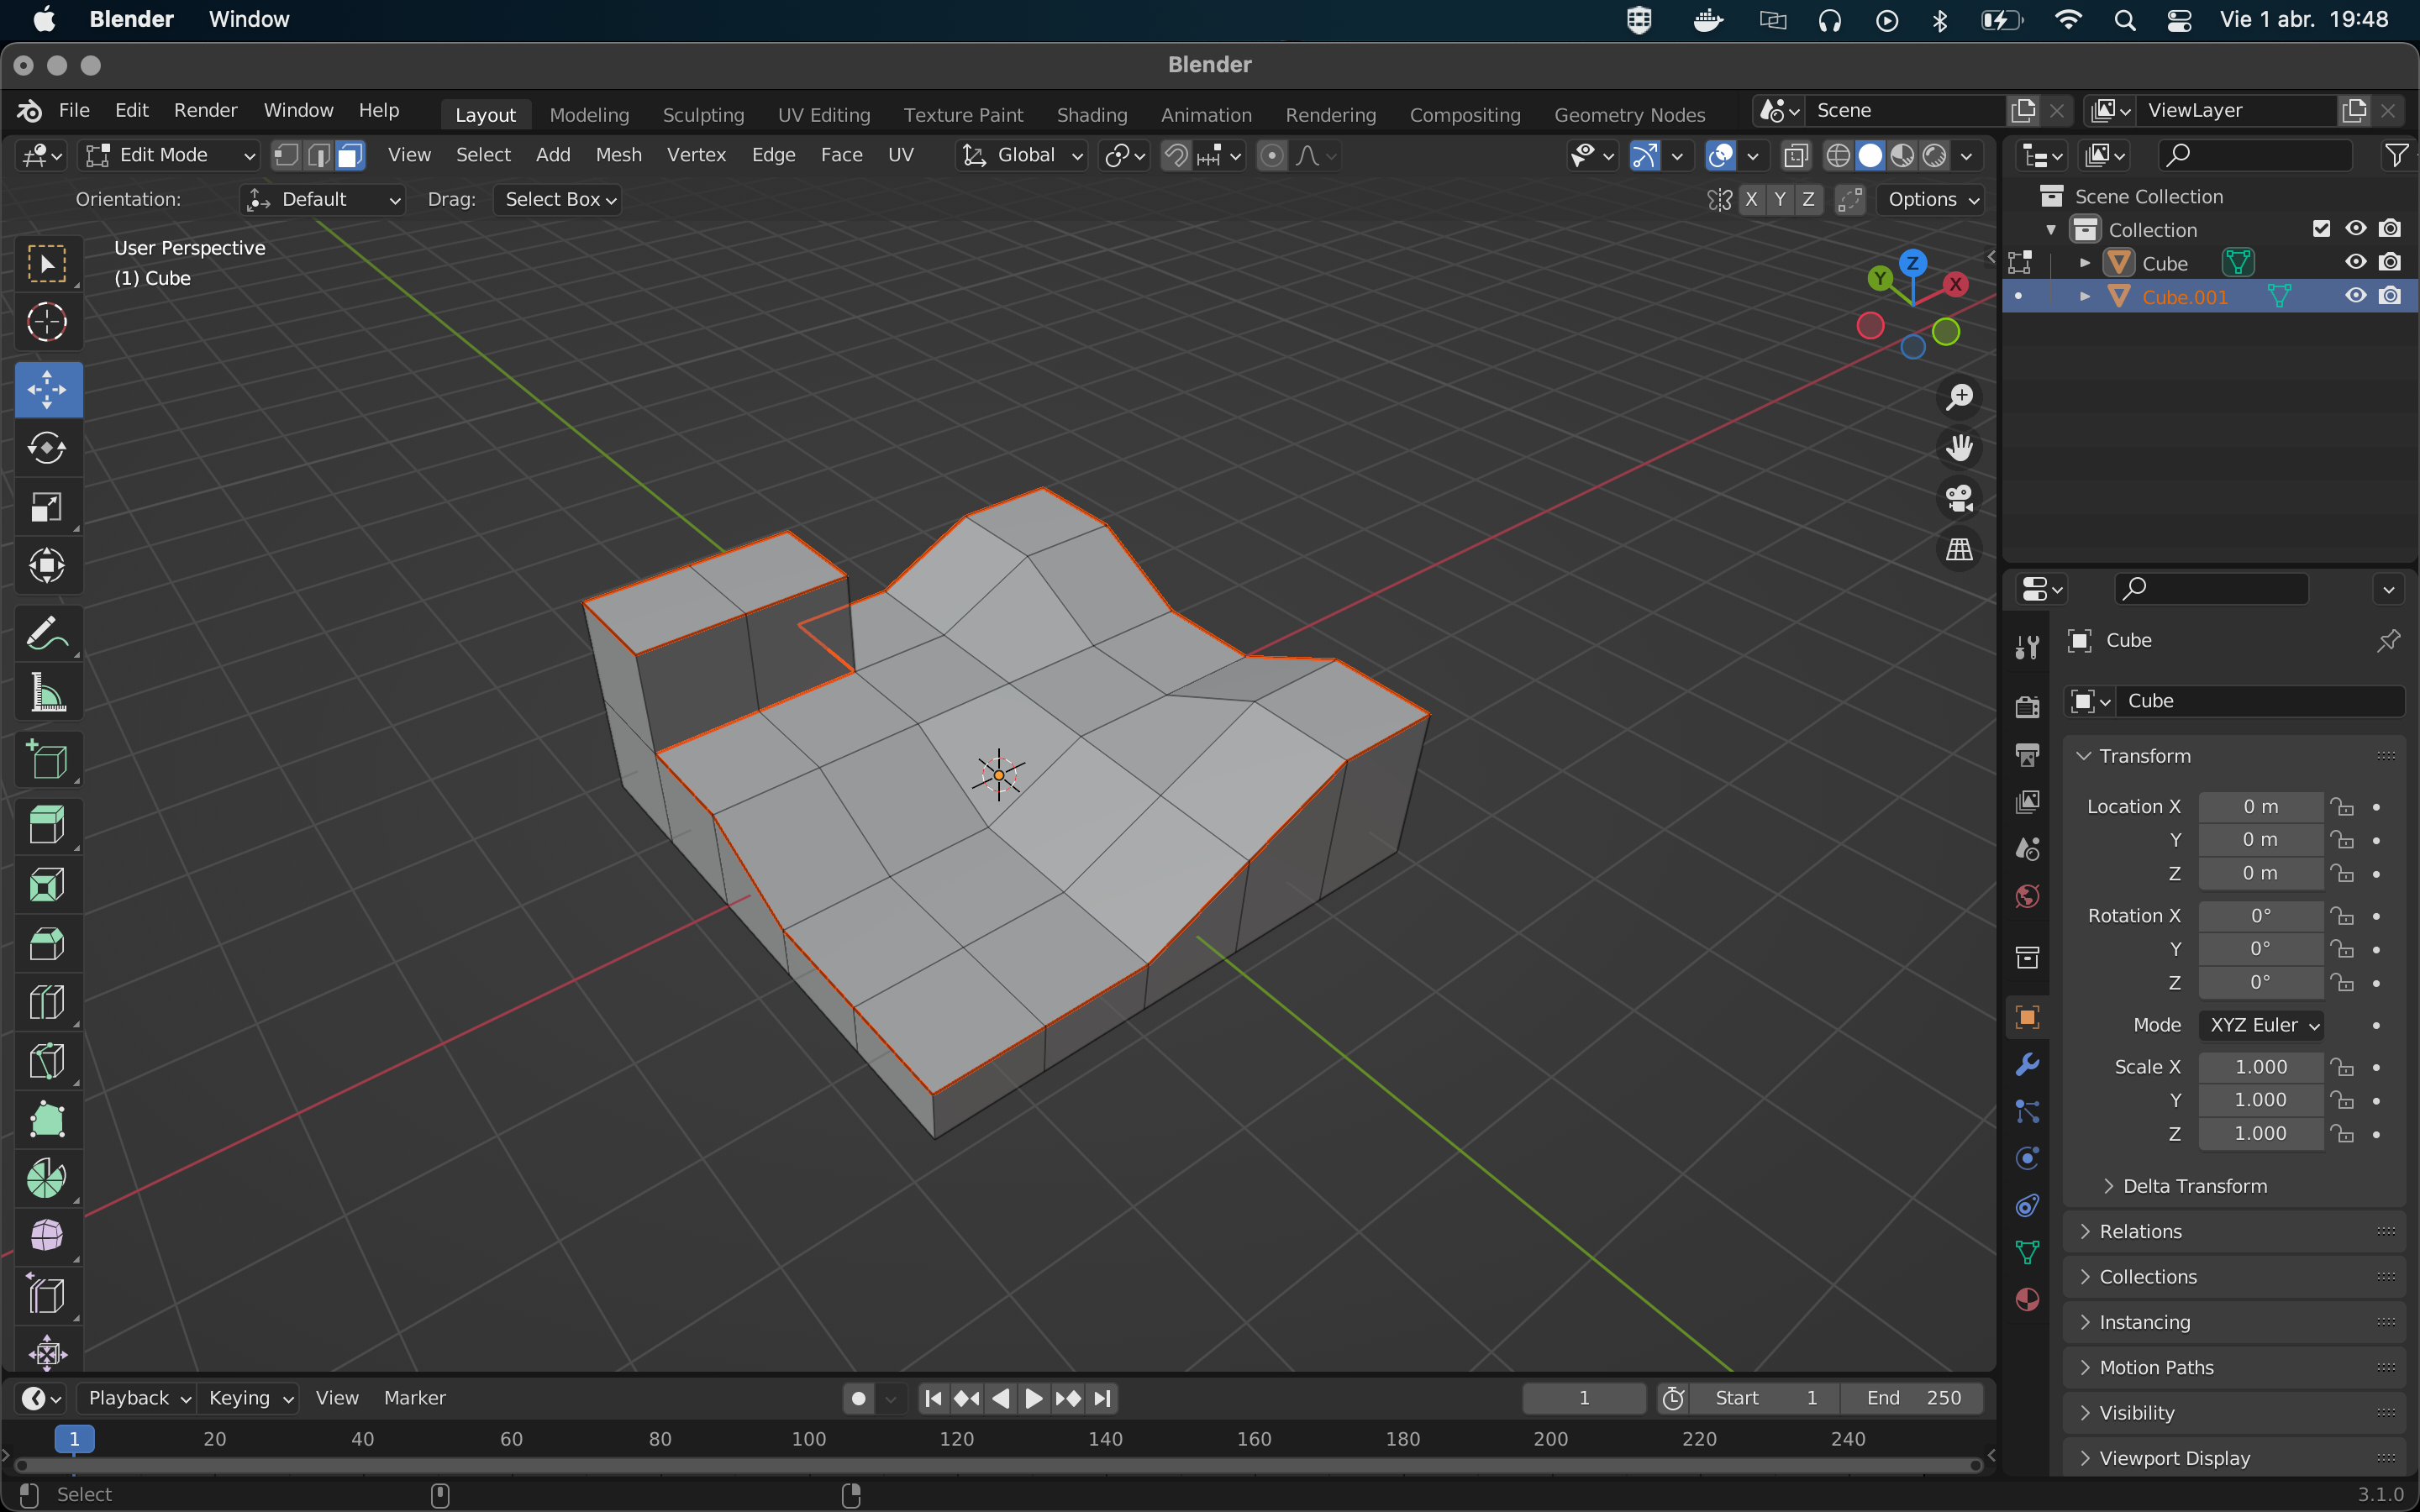 Blender Window Vie 1 abr. 19:48
Blender
File Edit Render Window Help Layout Modeling Sculpting UV Editing Texture Paint Shading Animation Rendering Compositing Geometry Nodes Scene ViewLayer
Edit Mode View Select Add Mesh Vertex Edge Face UV Global
Orientation: Default Drag: Select Box X Y Z Options
User Perspective
(1) Cube
Z
Y
X
Scene Collection
Collection
Cube
Cube.001
Cube
Cube
Transform
Location X 0 m
Y 0 m
Z 0 m
Rotation X 0°
Y 0°
Z 0°
Mode XYZ Euler
Scale X 1.000
Y 1.000
Z 1.000
Delta Transform
Relations
Collections
Instancing
Motion Paths
Visibility
Viewport Display
Playback Keying View Marker 1 Start 1 End 250
1 20 40 60 80 100 120 140 160 180 200 220 240
Select 3.1.0